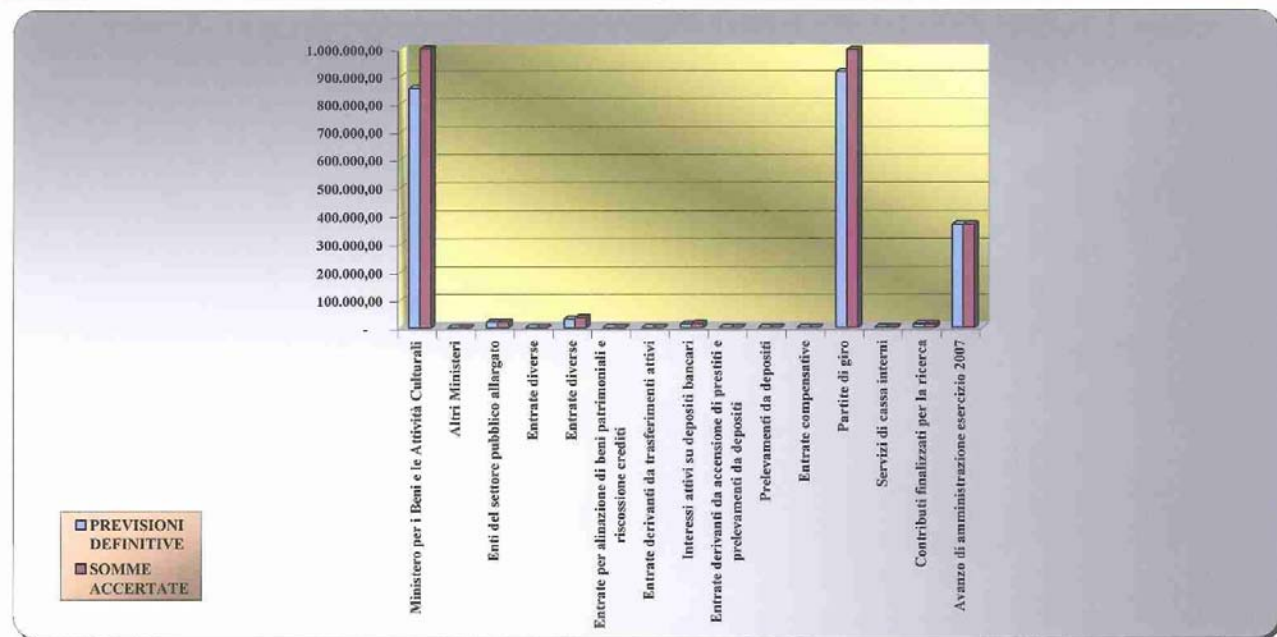 1.000.000,00
900.000,00
800.000,00
700.000,00
600.000,00
500.000,00
400.000,00
300.000,00
200.000,00
100.000,00
-
Ministero per i Beni e le Attività Culturali
Altri Ministeri
Enti del settore pubblico allargato
Entrate diverse
Entrate diverse
Entrate per alinazione di beni patrimoniali e
riscossione crediti
Entrate derivanti da trasferimenti attivi
Interessi attivi su depositi bancari
Entrate derivanti da accensione di prestiti e
prelevamenti da depositi
Prelevamenti da depositi
Entrate compensative
Partite di giro
Servizi di cassa interni
Contributi finalizzati per la ricerca
Avanzo di amministrazione esercizio 2007
PREVISIONI
DEFINITIVE
SOMME
ACCERTATE